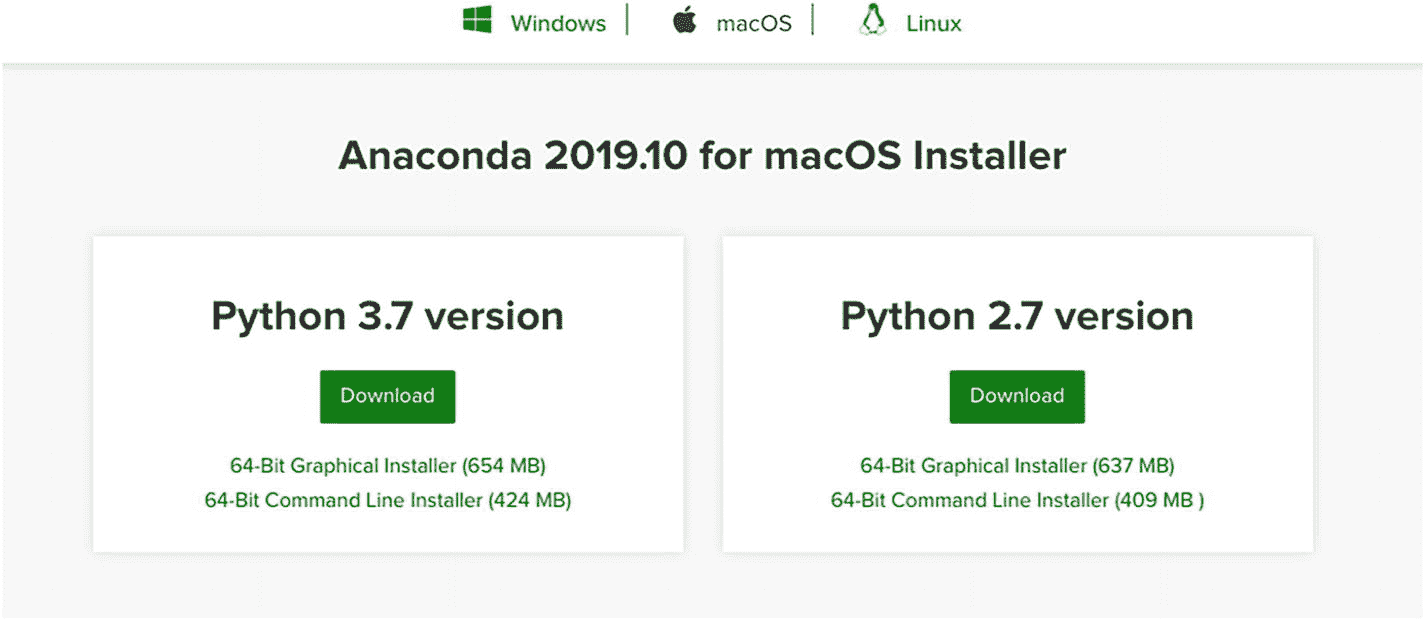 Windows | macOS | Linux
Anaconda 2019.10 for macOS Installer
Python 3.7 version
Download
64-Bit Graphical Installer (654 MB)
64-Bit Command Line Installer (424 MB)
Python 2.7 version
Download
64-Bit Graphical Installer (637 MB)
64-Bit Command Line Installer (409 MB )